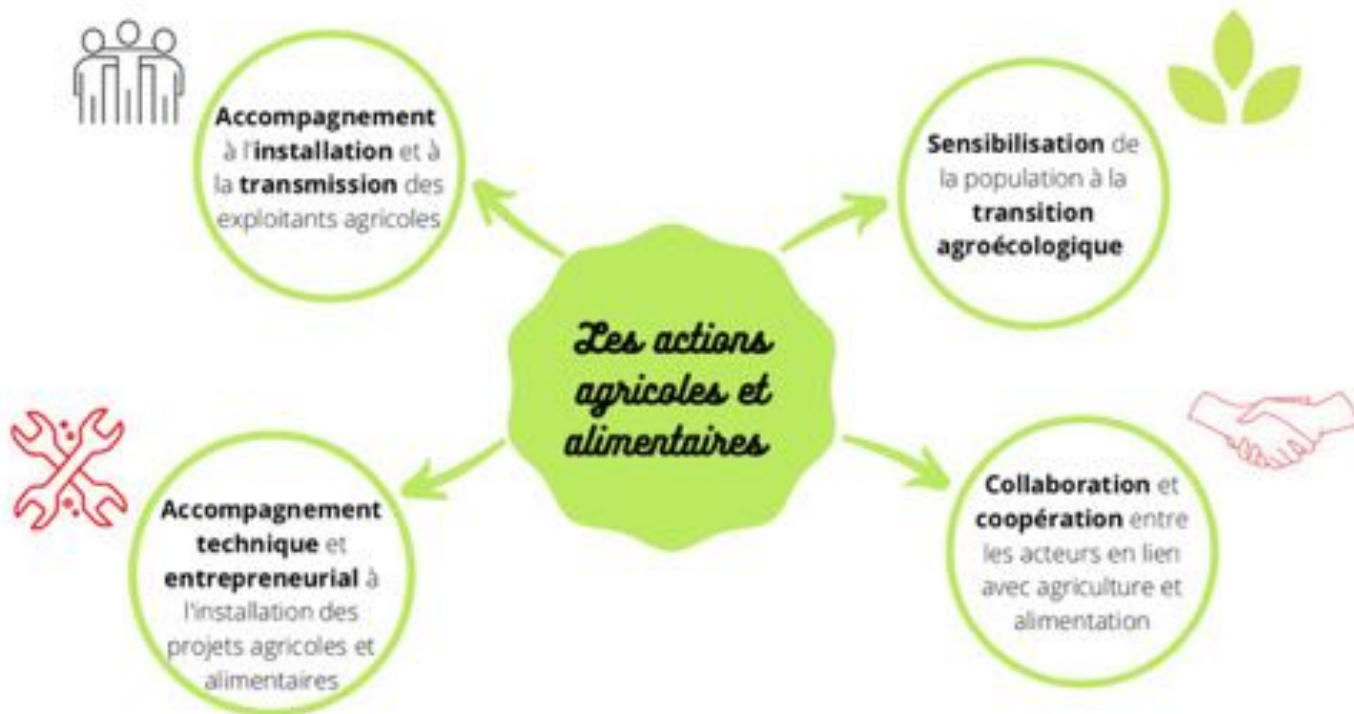 Accompagnement
à l'installation et à
la transmission des
exploitants agricoles
Sensibilisation de
la population à la
transition
agroécologique
Les actions
agricoles et
alimentaires
Accompagnement
technique et
entrepreneurial à
l'installation des
projets agricoles et
alimentaires
Collaboration et
coopération entre
les acteurs en lien
avec agriculture et
alimentation